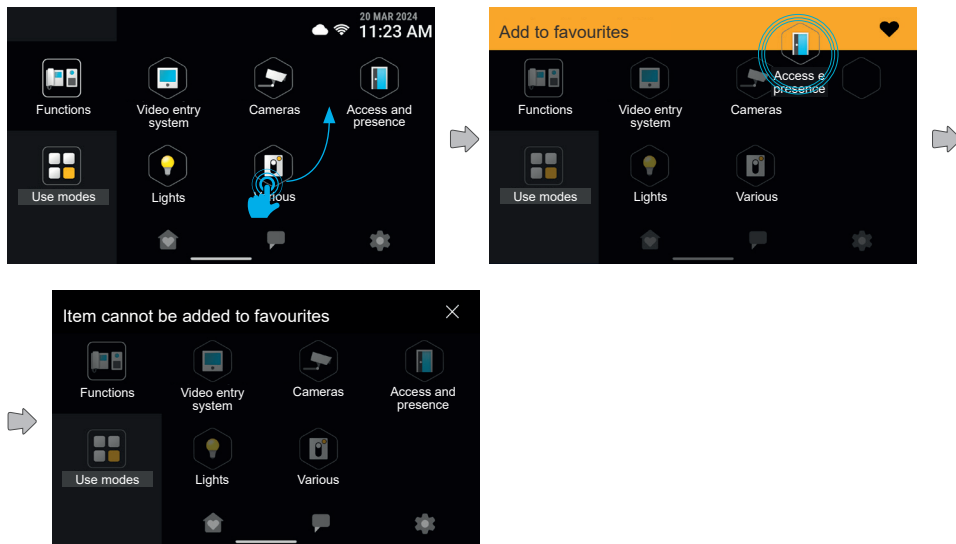 20 MAR 2024
11:23 AM
Functions
Video entry
system
Cameras
Access and
presence
Use modes
Lights
Various
Add to favourites
Functions
Video entry
system
Cameras
Access e
presence
Use modes
Lights
Various
Item cannot be added to favourites
Functions
Video entry
system
Cameras
Access and
presence
Use modes
Lights
Various